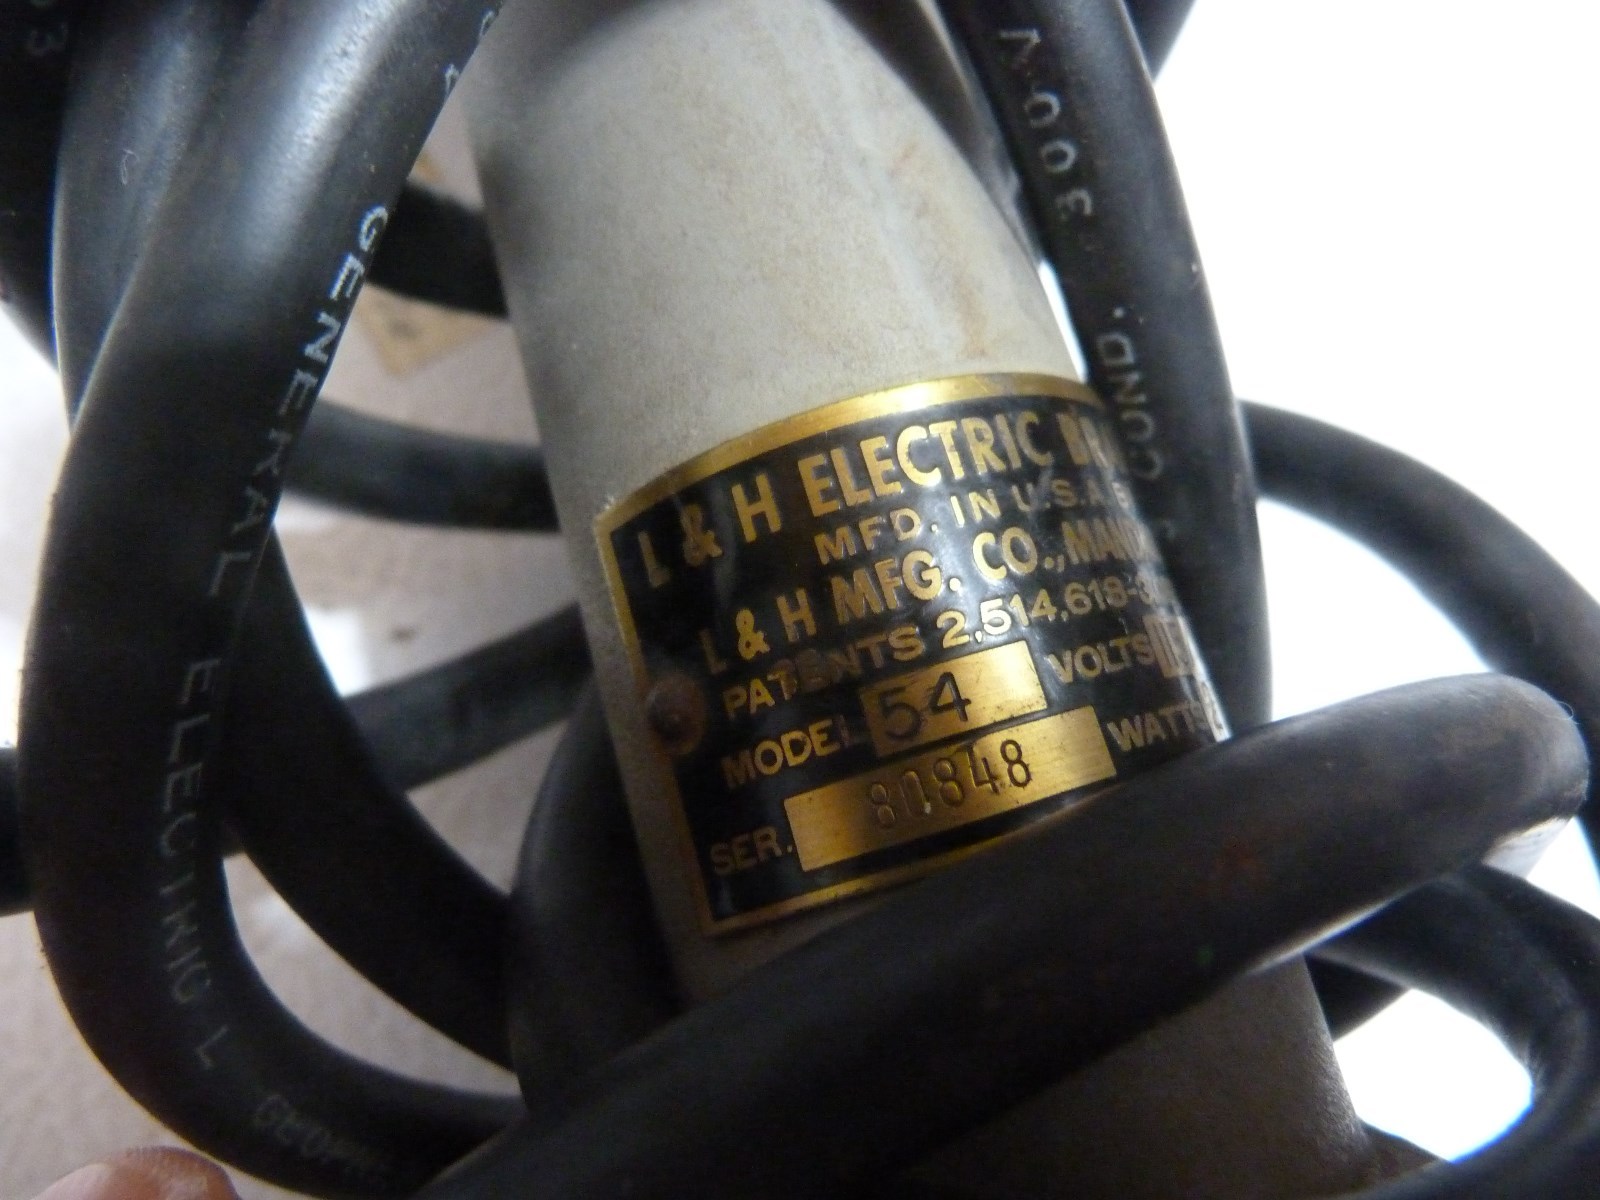 L & H ELECTRIC
MFD. IN U.S.A.
L & H MFG. CO.,
PATENTS 2,514,618-
MODEL 54 VOLTS
SER. 80848 WATTS
GENERAL ELECTRIC
300V
COND.